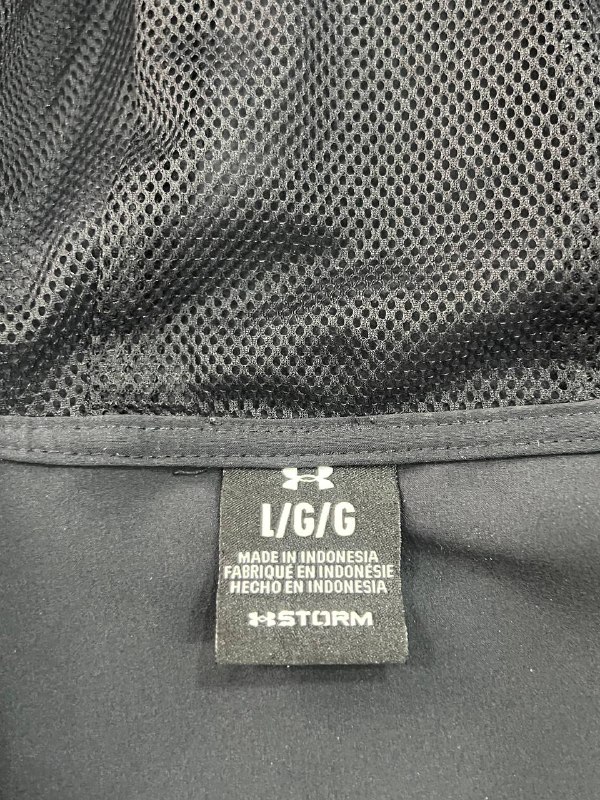 L/G/G
MADE IN INDONESIA
FABRIQUÉ EN INDONÉSIE
HECHO EN INDONESIA
STORM